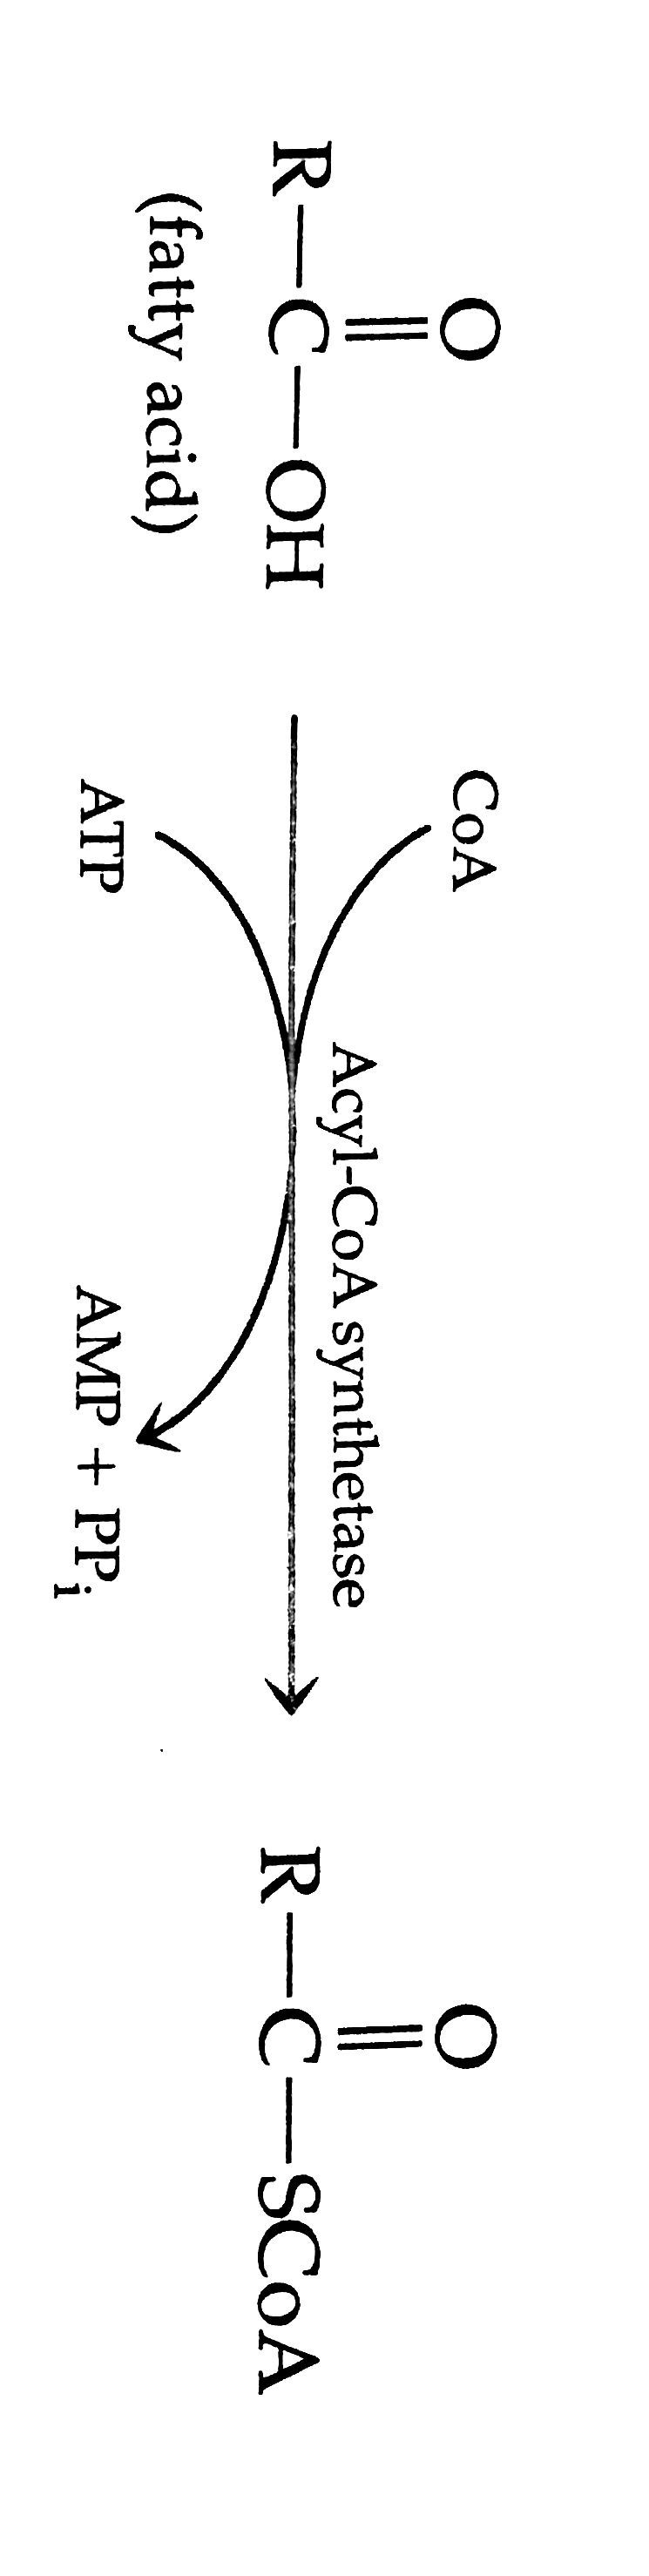 O
R—C—OH
(fatty acid)
CoA
Acyl-CoA synthetase
ATP
AMP + PPi
O
R—C—SCoA